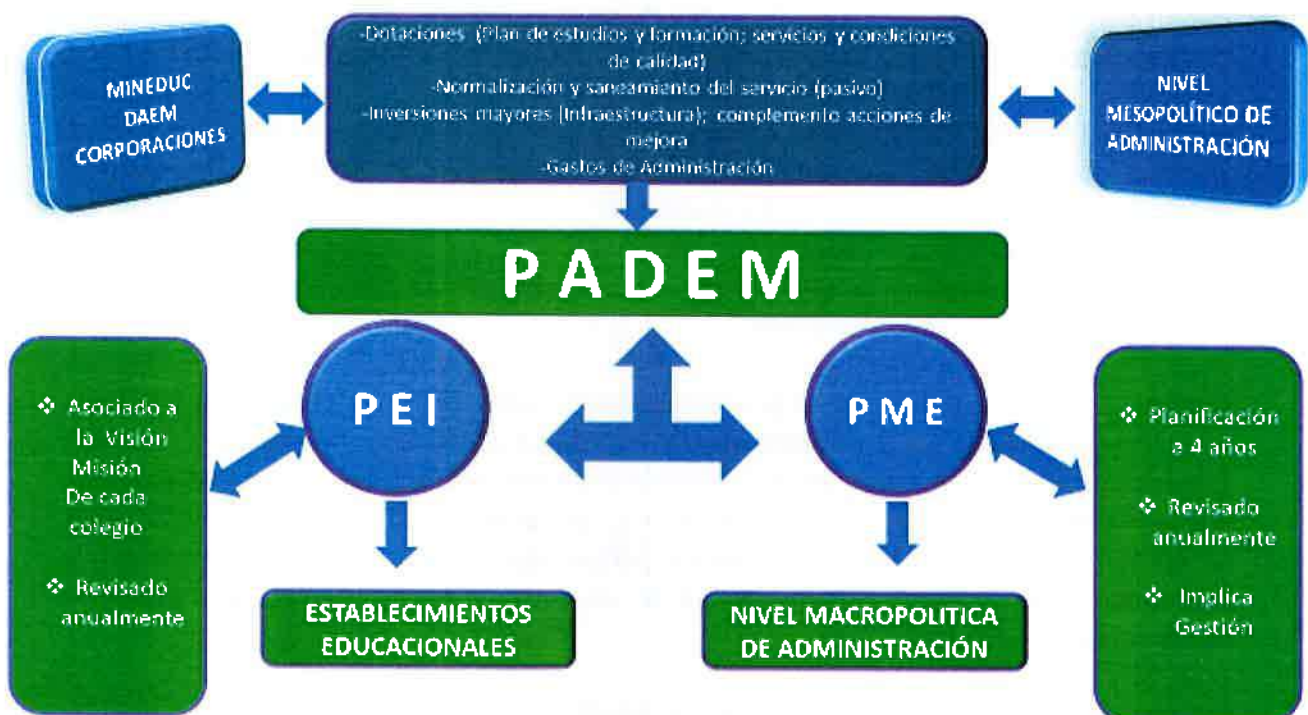 MINEDUC
DAEM
CORPORACIONES
-Dotaciones (Plan de estudios y formación; servicios y condiciones
de calidad)
-Normalización y saneamiento del servicio (pasivo)
-Inversiones mayores (Infraestructura); complemento acciones de
mejora
-Gastos de Administración
NIVEL
MESOPOLÍTICO DE
ADMINISTRACIÓN
PADEM
❖ Asociado a
la Visión
Misión
De cada
colegio
❖ Revisado
anualmente
PEI
PME
❖ Planificación
a 4 años
❖ Revisado
anualmente
❖ Implica
Gestión
ESTABLECIMIENTOS
EDUCACIONALES
NIVEL MACROPOLITICA
DE ADMINISTRACIÓN